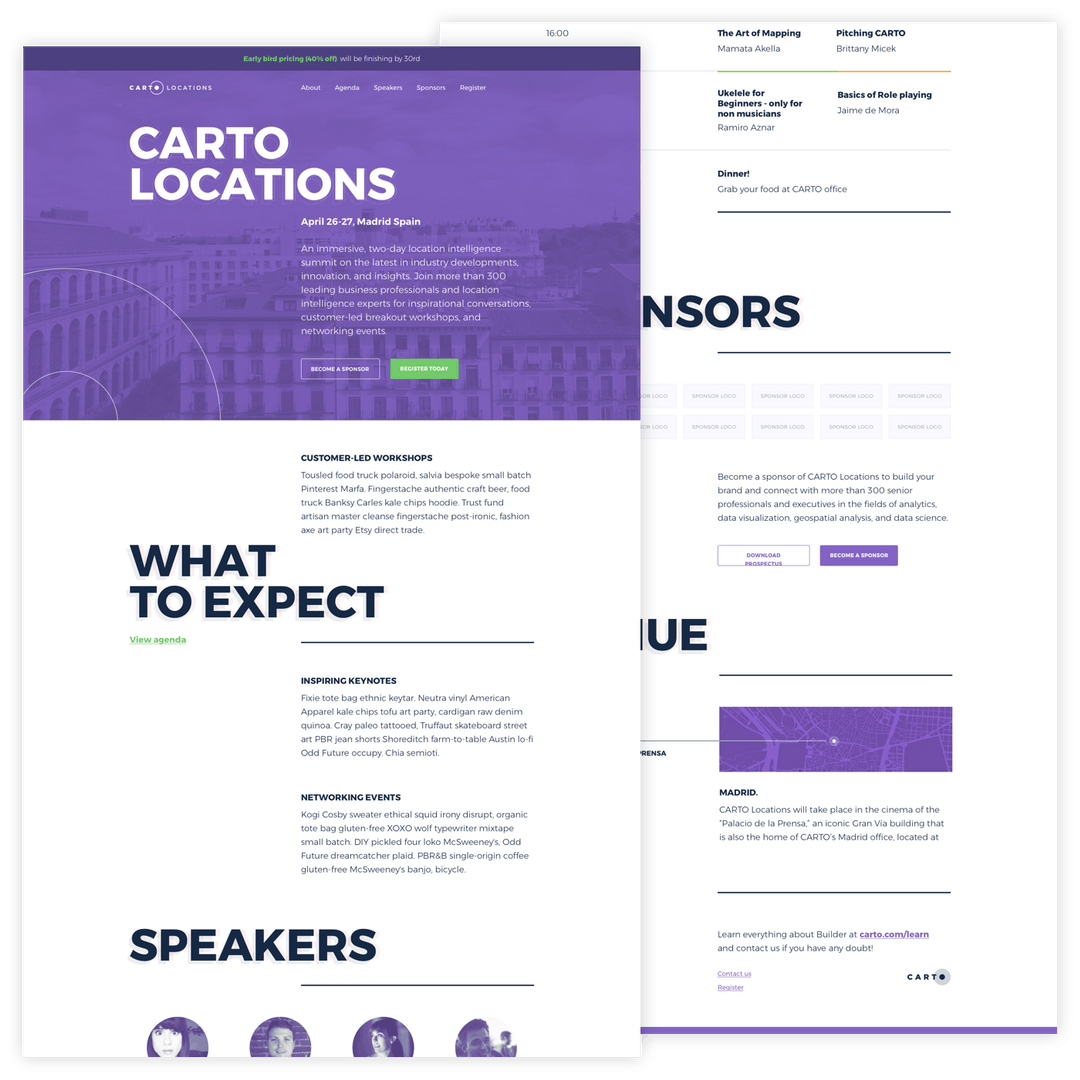 Early bird pricing (40% off) will be finishing by 30rd
CARTO LOCATIONS
About Agenda Speakers Sponsors Register
CARTO
LOCATIONS
April 26-27, Madrid Spain
An immersive, two-day location intelligence
summit on the latest in industry developments,
innovation, and insights. Join more than 300
leading business professionals and location
intelligence experts for inspirational conversations,
customer-led breakout workshops, and
networking events.
BECOME A SPONSOR REGISTER TODAY
CUSTOMER-LED WORKSHOPS
Tousled food truck polaroid, salvia bespoke small batch
Pinterest Marfa. Fingerstache authentic craft beer, food
truck Banksy Carles kale chips hoodie. Trust fund
artisan master cleanse fingerstache post-ironic, fashion
axe art party Etsy direct trade.
WHAT
TO EXPECT
View agenda
INSPIRING KEYNOTES
Fixie tote bag ethnic keytar. Neutra vinyl American
Apparel kale chips tofu art party, cardigan raw denim
quinoa. Cray paleo tattooed, Truffaut skateboard street
art PBR jean shorts Shoreditch farm-to-table Austin lo-fi
Odd Future occupy. Chia semioti.
NETWORKING EVENTS
Kogi Cosby sweater ethical squid irony disrupt, organic
tote bag gluten-free XOXO wolf typewriter mixtape
small batch. DIY pickled four loko McSweeney's, Odd
Future dreamcatcher plaid. PBR&B single-origin coffee
gluten-free McSweeney's banjo, bicycle.
SPEAKERS
16:00
The Art of Mapping
Mamata Akella
Pitching CARTO
Brittany Micek
Ukelele for
Beginners - only for
non musicians
Ramiro Aznar
Basics of Role playing
Jaime de Mora
Dinner!
Grab your food at CARTO office
NSORS
OR LOGO SPONSOR LOGO SPONSOR LOGO SPONSOR LOGO SPONSOR LOGO
OR LOGO SPONSOR LOGO SPONSOR LOGO SPONSOR LOGO SPONSOR LOGO
Become a sponsor of CARTO Locations to build your
brand and connect with more than 300 senior
professionals and executives in the fields of analytics,
data visualization, geospatial analysis, and data science.
DOWNLOAD
PROSPECTUS
BECOME A SPONSOR
UE
PRENSA
MADRID.
CARTO Locations will take place in the cinema of the
"Palacio de la Prensa," an iconic Gran Vía building that
is also the home of CARTO's Madrid office, located at
Learn everything about Builder at carto.com/learn
and contact us if you have any doubt!
Contact us
Register
CARTO